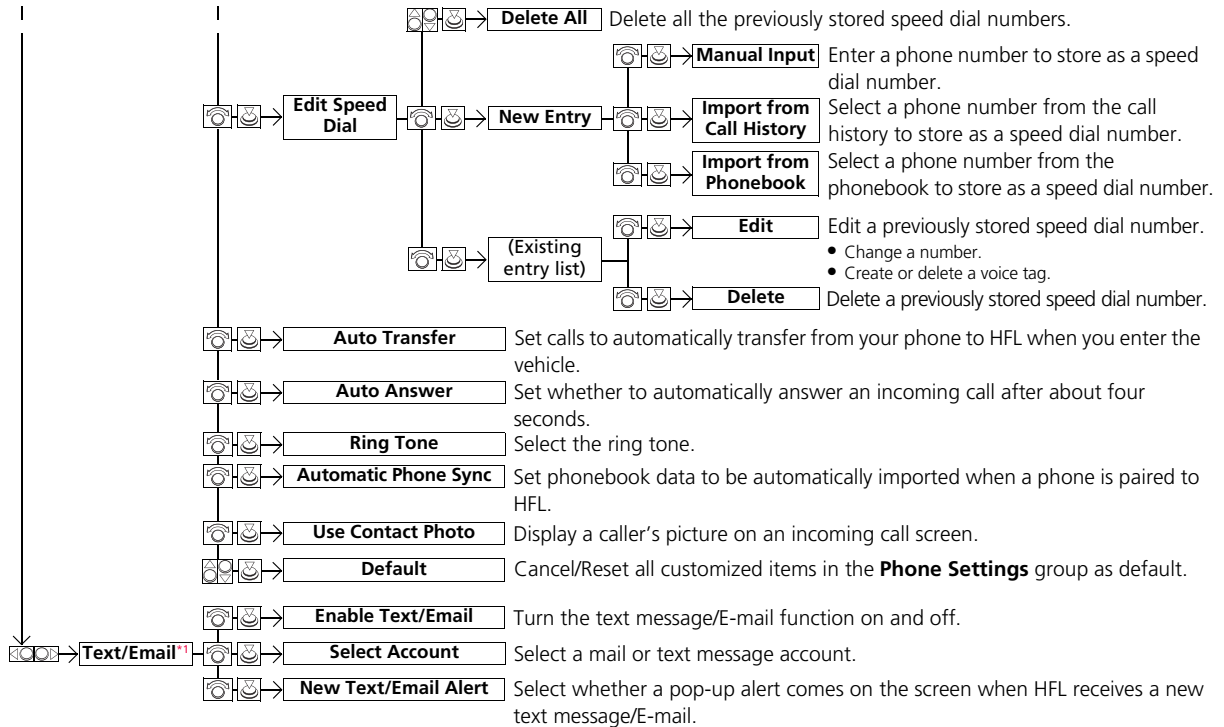 Delete All Delete all the previously stored speed dial numbers.
Manual Input Enter a phone number to store as a speed
dial number.
Edit Speed
Dial
New Entry
Import from
Call History
Select a phone number from the call
history to store as a speed dial number.
Import from
Phonebook
Select a phone number from the
phonebook to store as a speed dial number.
(Existing
entry list)
Edit Edit a previously stored speed dial number.
• Change a number.
• Create or delete a voice tag.
Delete Delete a previously stored speed dial number.
Auto Transfer Set calls to automatically transfer from your phone to HFL when you enter the
vehicle.
Auto Answer Set whether to automatically answer an incoming call after about four
seconds.
Ring Tone Select the ring tone.
Automatic Phone Sync Set phonebook data to be automatically imported when a phone is paired to
HFL.
Use Contact Photo Display a caller’s picture on an incoming call screen.
Default Cancel/Reset all customized items in the Phone Settings group as default.
Enable Text/Email Turn the text message/E-mail function on and off.
Text/Email*1
Select Account Select a mail or text message account.
New Text/Email Alert Select whether a pop-up alert comes on the screen when HFL receives a new
text message/E-mail.